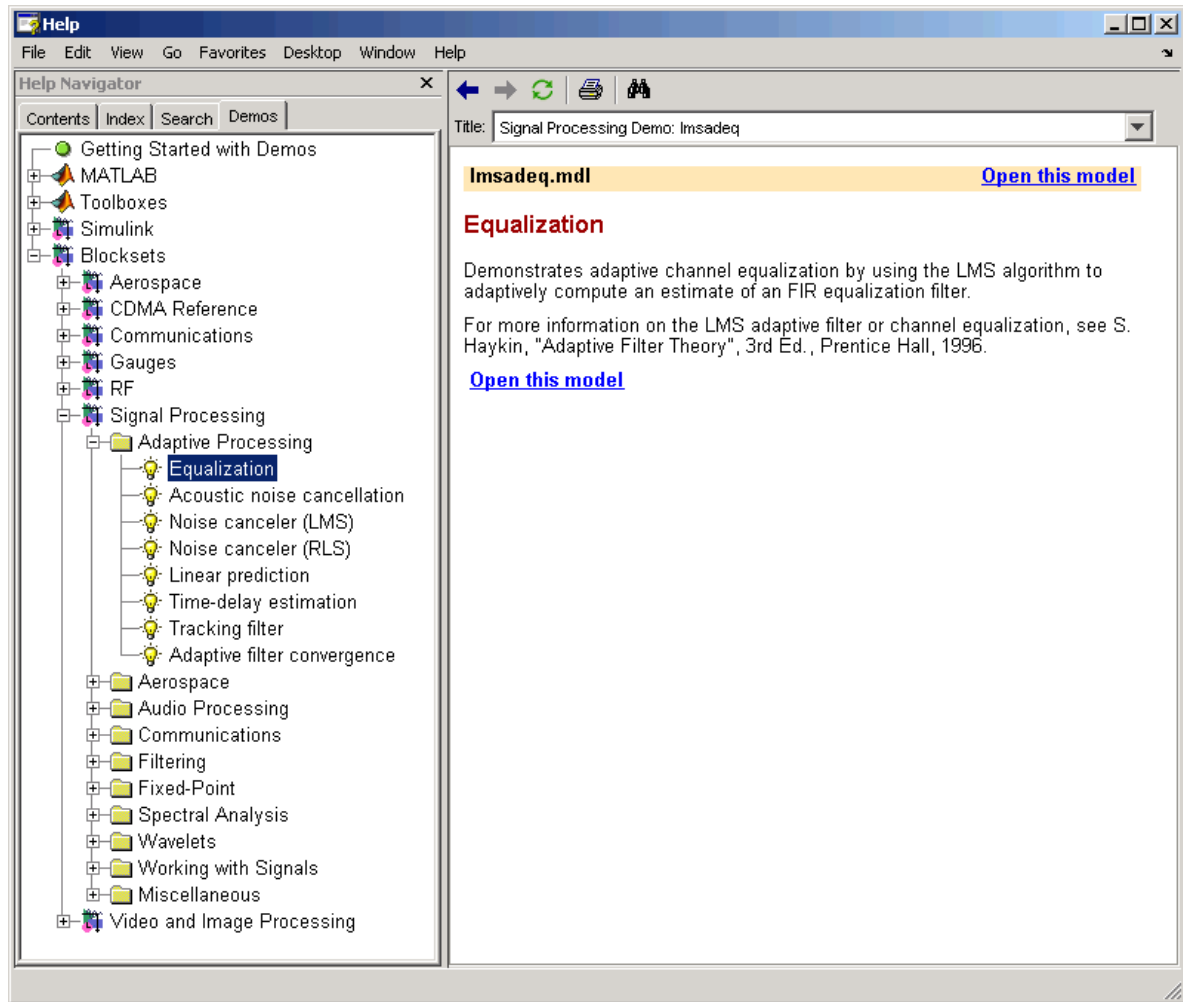 Help
File Edit View Go Favorites Desktop Window Help
Help Navigator
Contents Index Search Demos
Getting Started with Demos
MATLAB
Toolboxes
Simulink
Blocksets
Aerospace
CDMA Reference
Communications
Gauges
RF
Signal Processing
Adaptive Processing
Equalization
Acoustic noise cancellation
Noise canceler (LMS)
Noise canceler (RLS)
Linear prediction
Time-delay estimation
Tracking filter
Adaptive filter convergence
Aerospace
Audio Processing
Communications
Filtering
Fixed-Point
Spectral Analysis
Wavelets
Working with Signals
Miscellaneous
Video and Image Processing
Title: Signal Processing Demo: lmsadeq
lmsadeq.mdl Open this model
Equalization
Demonstrates adaptive channel equalization by using the LMS algorithm to
adaptively compute an estimate of an FIR equalization filter.
For more information on the LMS adaptive filter or channel equalization, see S.
Haykin, "Adaptive Filter Theory", 3rd Ed., Prentice Hall, 1996.
Open this model